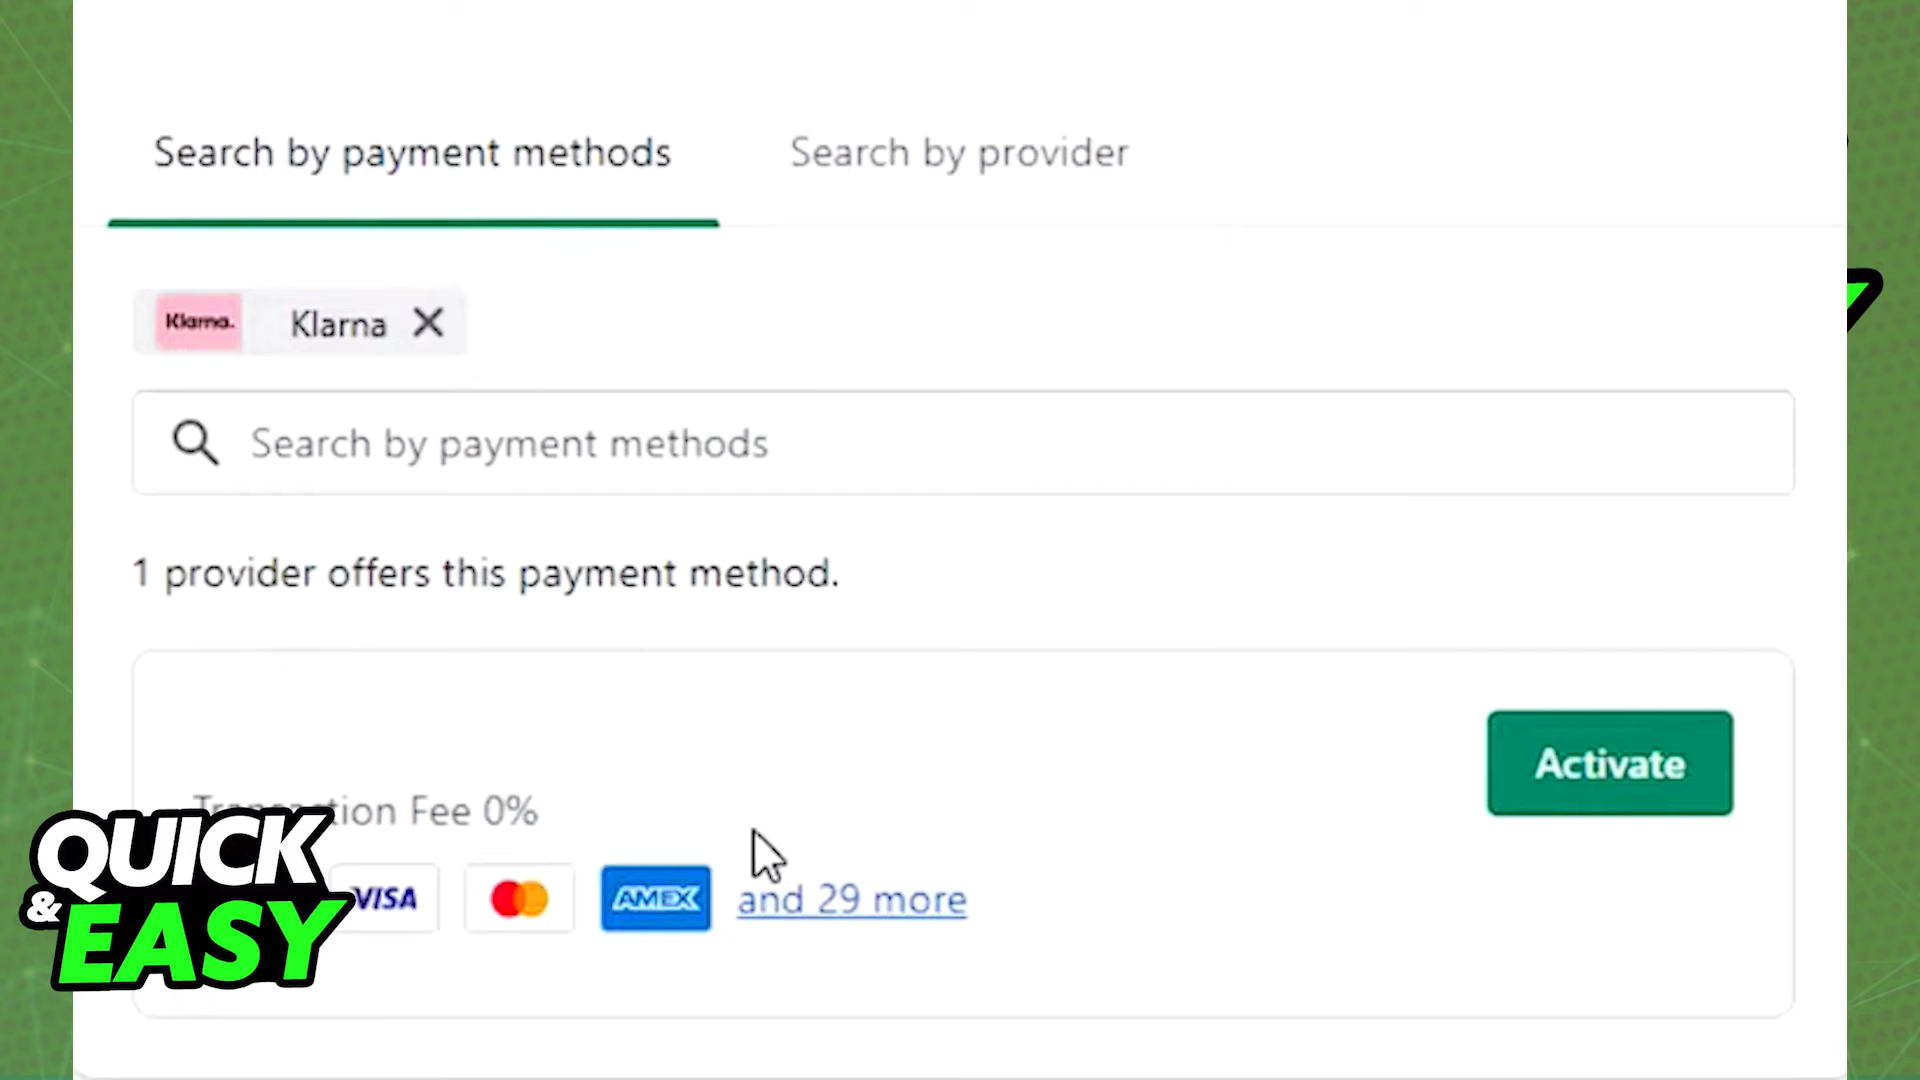 Search by payment methods
Search by provider
Klarna.
Klarna
Search by payment methods
1 provider offers this payment method.
Activate
Transaction Fee 0%
VISA
AMEX
and 29 more
QUICK
&
EASY